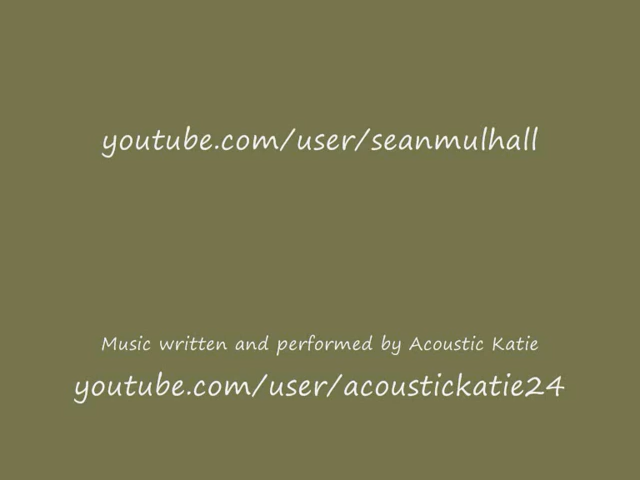 youtube.com/user/seanmulhall
Music written and performed by Acoustic Katie
youtube.com/user/acoustickatie24